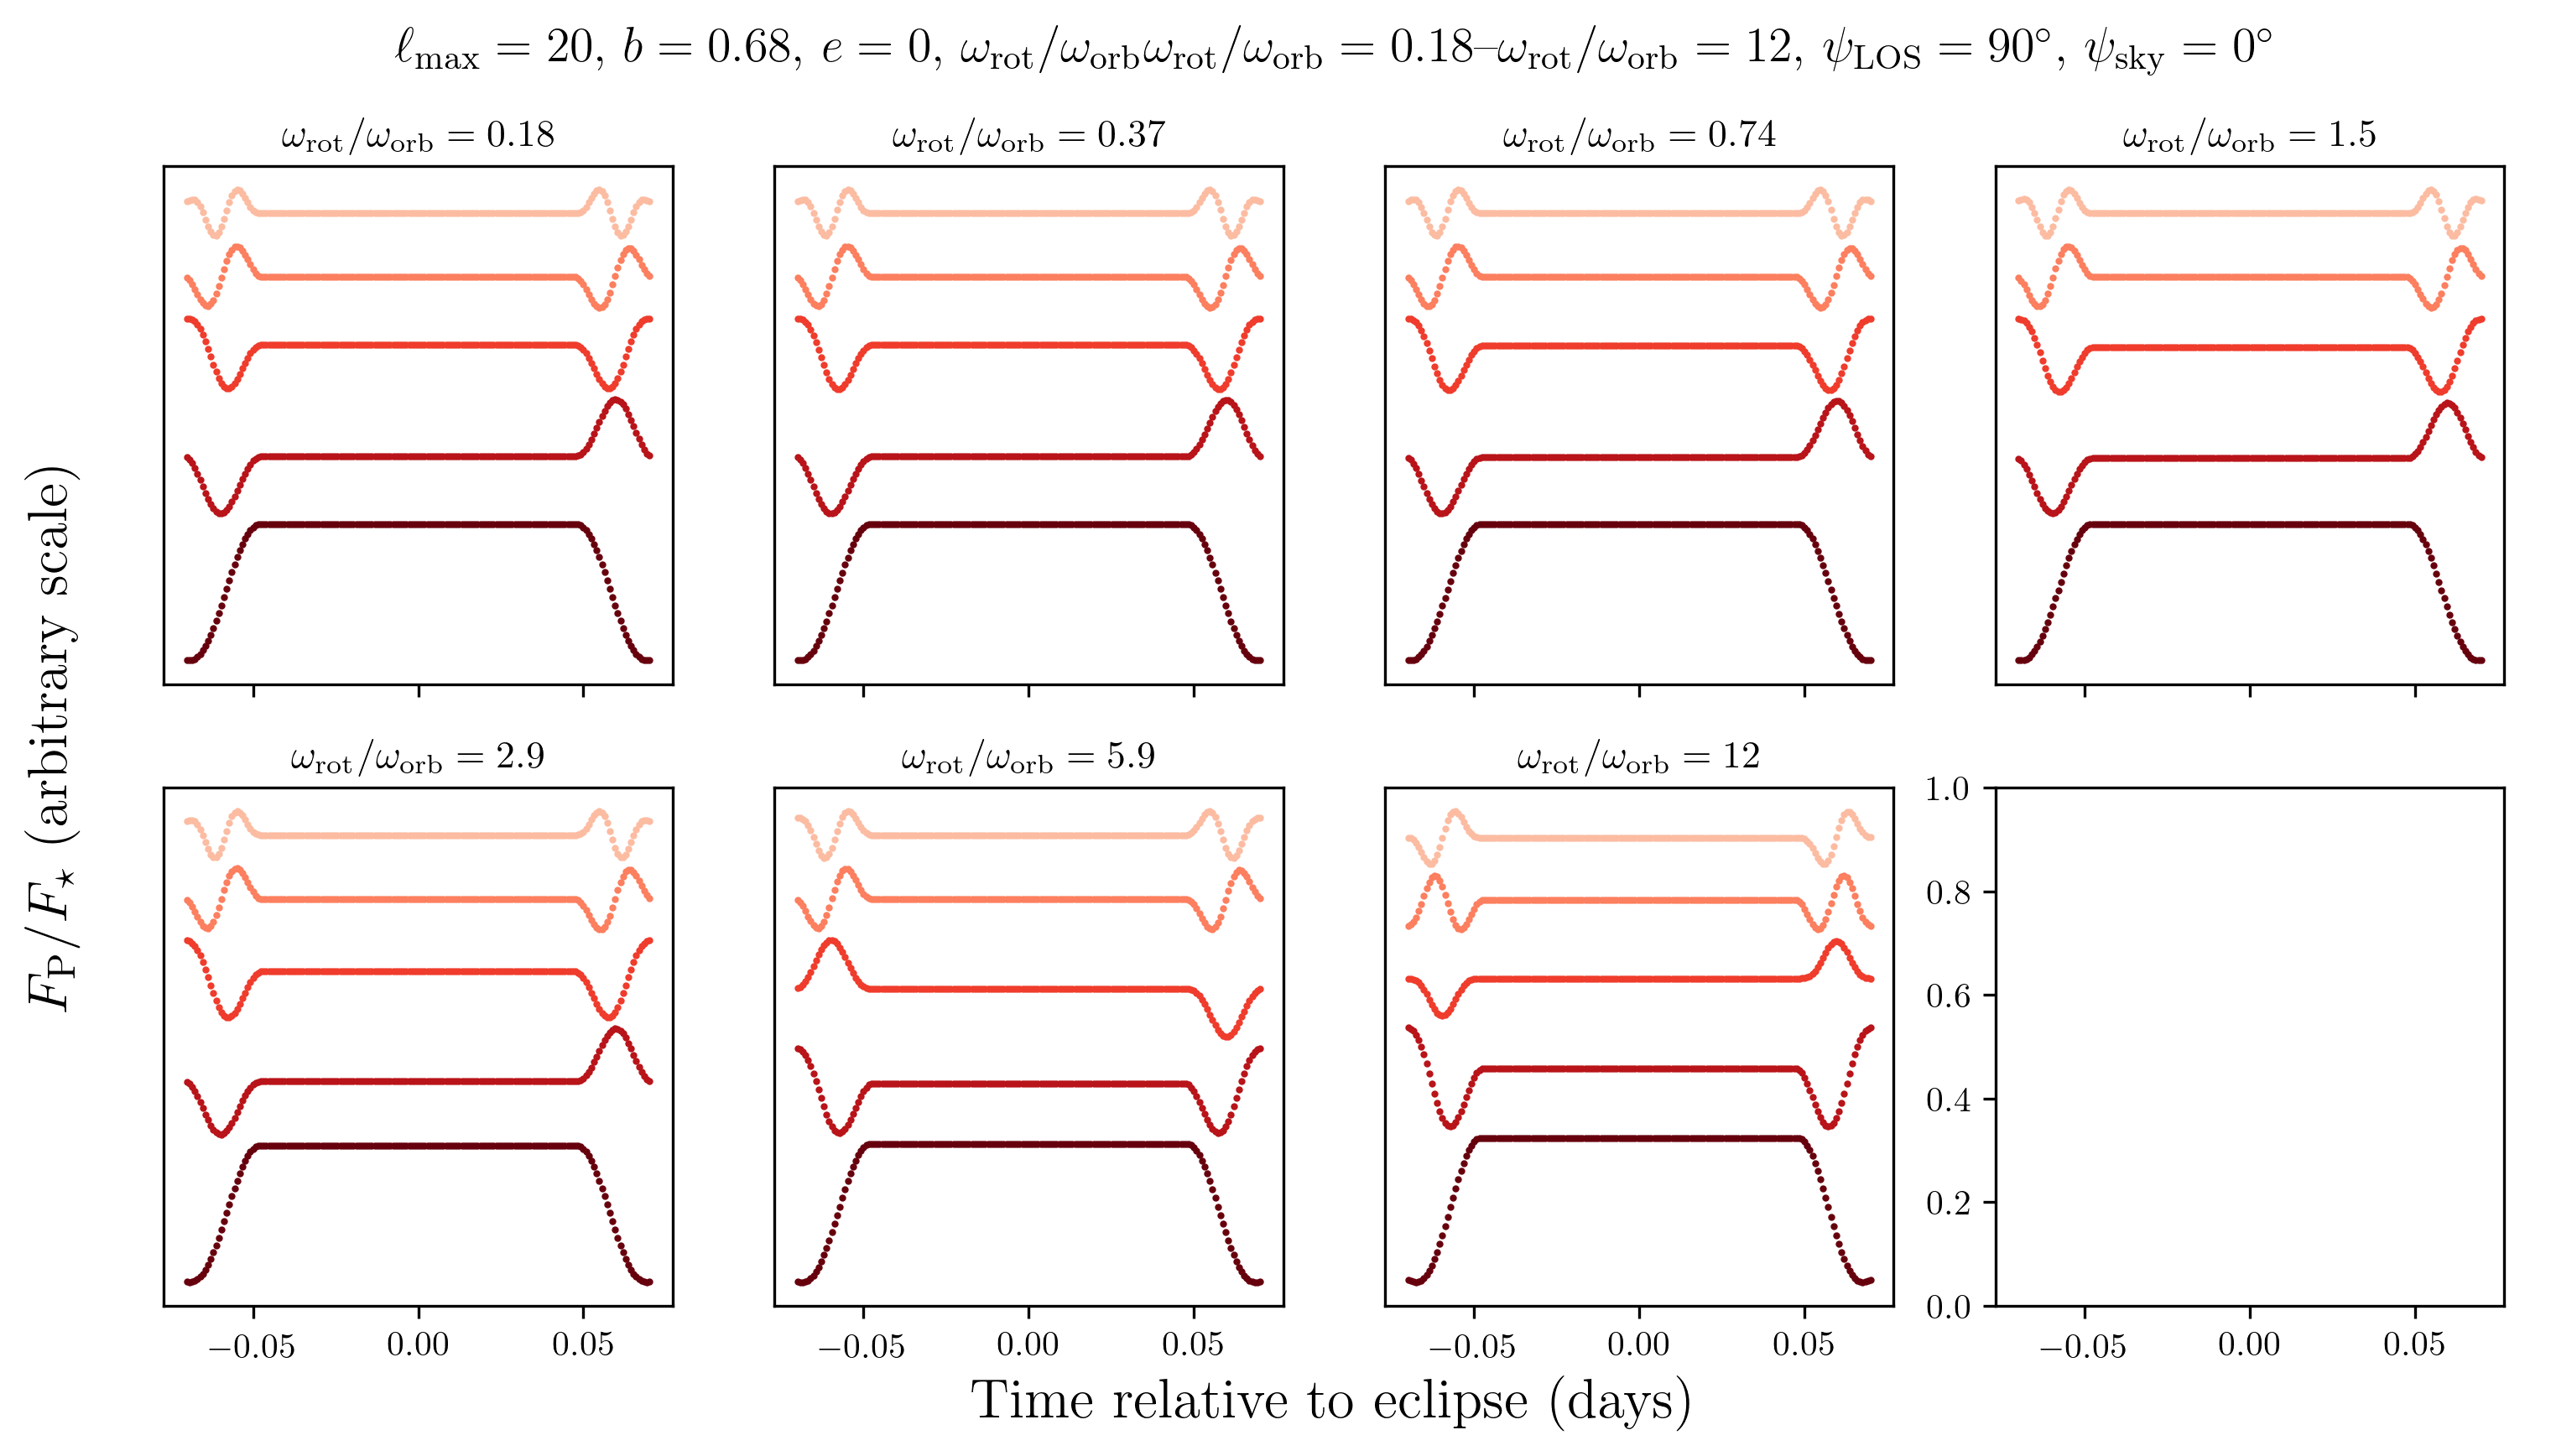 ℓmax = 20, b = 0.68, e = 0, ωrot/ωorbωrot/ωorb = 0.18–ωrot/ωorb = 12, ψLOS = 90°, ψsky = 0°
ωrot/ωorb = 0.18
ωrot/ωorb = 0.37
ωrot/ωorb = 0.74
ωrot/ωorb = 1.5
FP/F⋆ (arbitrary scale)
ωrot/ωorb = 2.9
ωrot/ωorb = 5.9
ωrot/ωorb = 12
1.0
0.8
0.6
0.4
0.2
0.0
−0.05 0.00 0.05
−0.05 0.00 0.05
−0.05 0.00 0.05
−0.05 0.00 0.05
Time relative to eclipse (days)